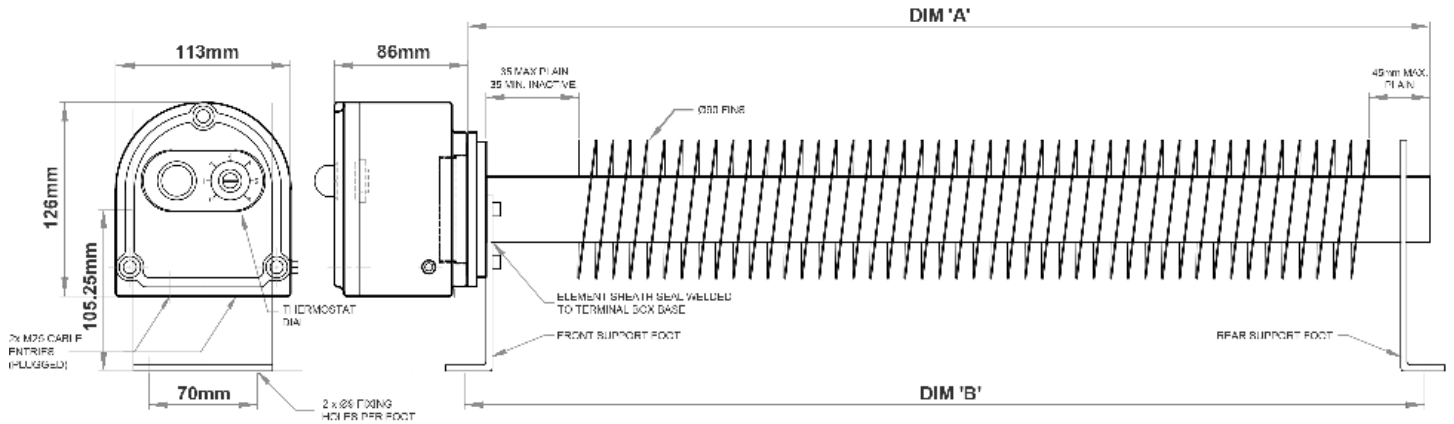 DIM 'A'
113mm
86mm
35 MAX PLAIN
35 MIN. INACTIVE
45mm MAX.
PLAIN
Ø80 FINS
126mm
105.25mm
THERMOSTAT
DIAL
ELEMENT SHEATH SEAL WELDED
TO TERMINAL BOX BASE
2x M25 CABLE
ENTRIES
(PLUGGED)
FRONT SUPPORT FOOT
REAR SUPPORT FOOT
70mm
DIM 'B'
2 x Ø9 FIXING
HOLES PER FOOT